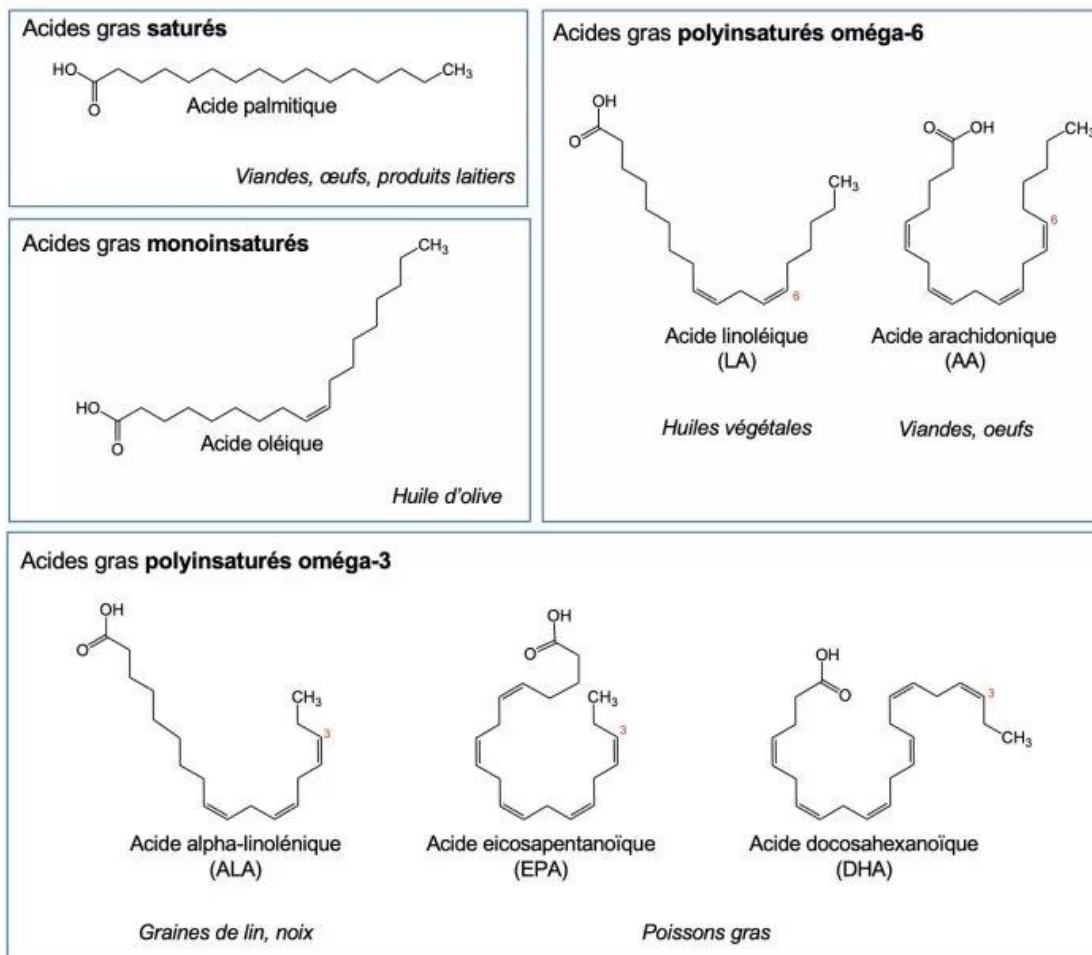 Acides gras saturés
HO
O
CH₃
Acide palmitique
Viandes, œufs, produits laitiers
Acides gras monoinsaturés
CH₃
HO
O
Acide oléique
Huile d'olive
Acides gras polyinsaturés oméga-6
OH
O
CH₃
6
Acide linoléique
(LA)
Huiles végétales
O
OH
CH₃
6
Acide arachidonique
(AA)
Viandes, oeufs
Acides gras polyinsaturés oméga-3
OH
O
CH₃
3
Acide alpha-linolénique
(ALA)
Graines de lin, noix
OH
O
CH₃
3
Acide eicosapentanoïque
(EPA)
OH
O
3
CH₃
Acide docosahexanoïque
(DHA)
Poissons gras